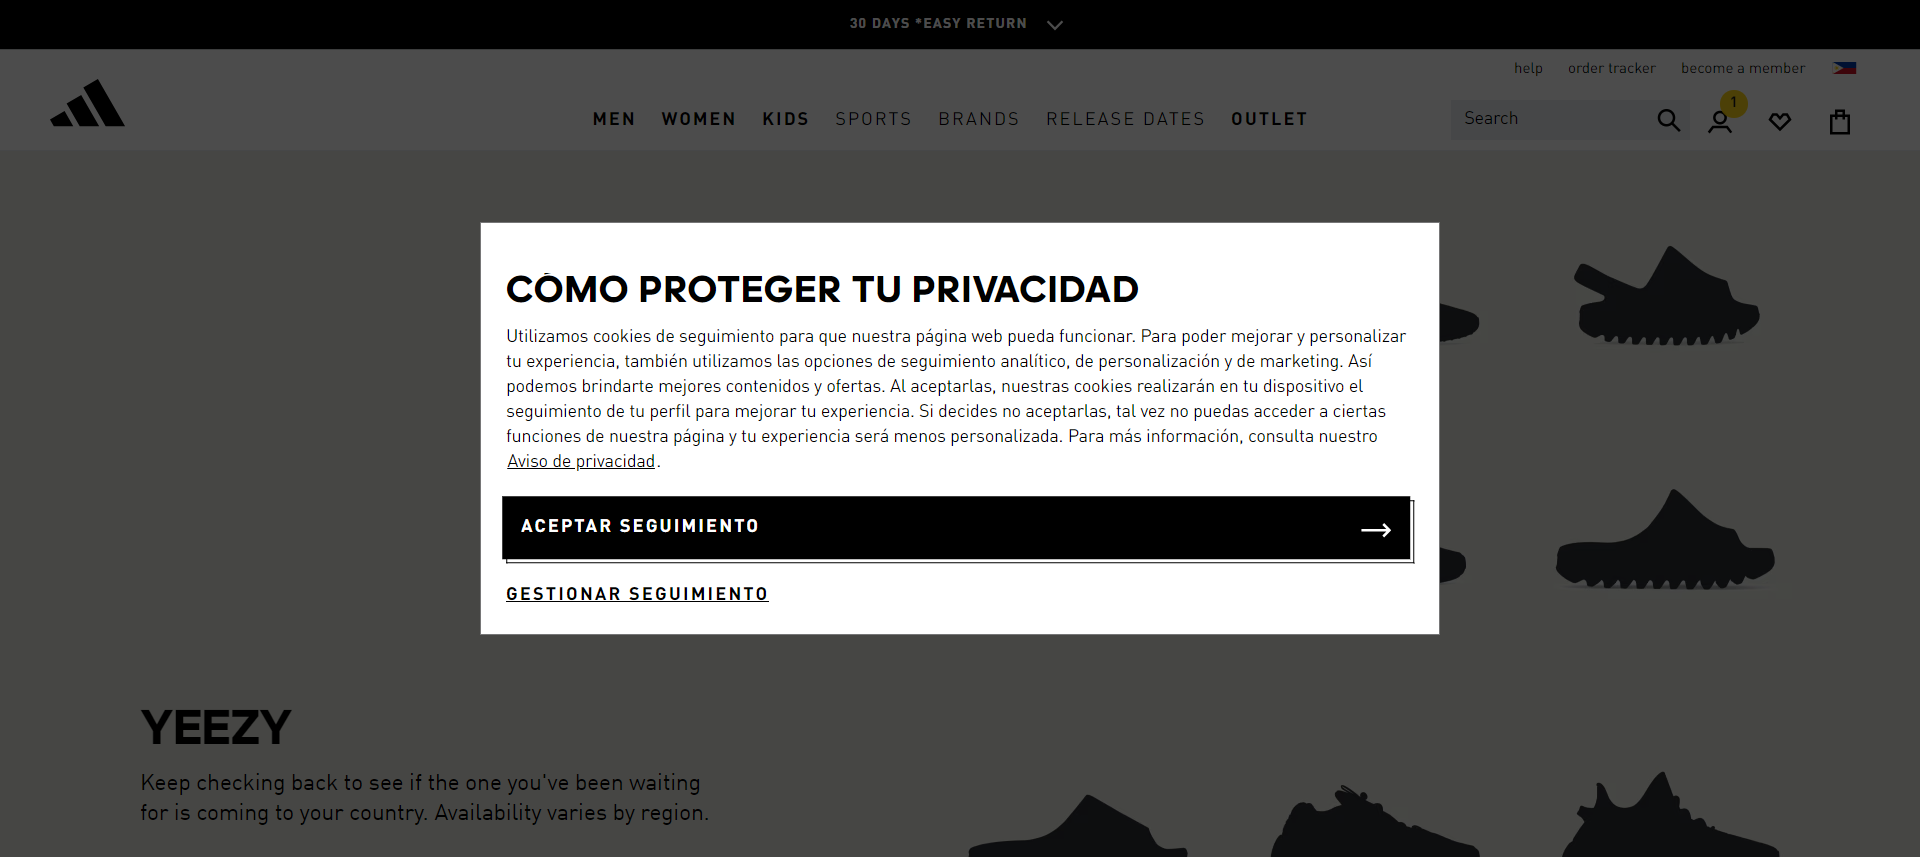 30 DAYS *EASY RETURN
help order tracker become a member
MEN WOMEN KIDS SPORTS BRANDS RELEASE DATES OUTLET
Search
1
CÓMO PROTEGER TU PRIVACIDAD
Utilizamos cookies de seguimiento para que nuestra página web pueda funcionar. Para poder mejorar y personalizar
tu experiencia, también utilizamos las opciones de seguimiento analítico, de personalización y de marketing. Así
podemos brindarte mejores contenidos y ofertas. Al aceptarlas, nuestras cookies realizarán en tu dispositivo el
seguimiento de tu perfil para mejorar tu experiencia. Si decides no aceptarlas, tal vez no puedas acceder a ciertas
funciones de nuestra página y tu experiencia será menos personalizada. Para más información, consulta nuestro
Aviso de privacidad.
ACEPTAR SEGUIMIENTO
GESTIONAR SEGUIMIENTO
YEEZY
Keep checking back to see if the one you've been waiting
for is coming to your country. Availability varies by region.